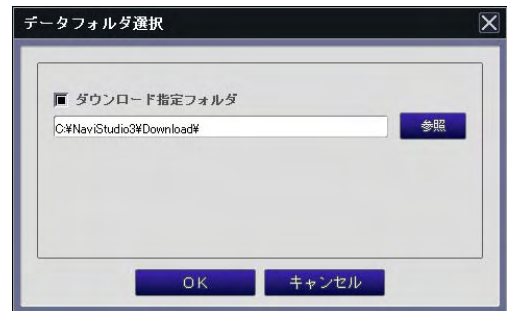 データフォルダ選択
ダウンロード指定フォルダ
C:¥NaviStudio3¥Download¥
参照
OK
キャンセル